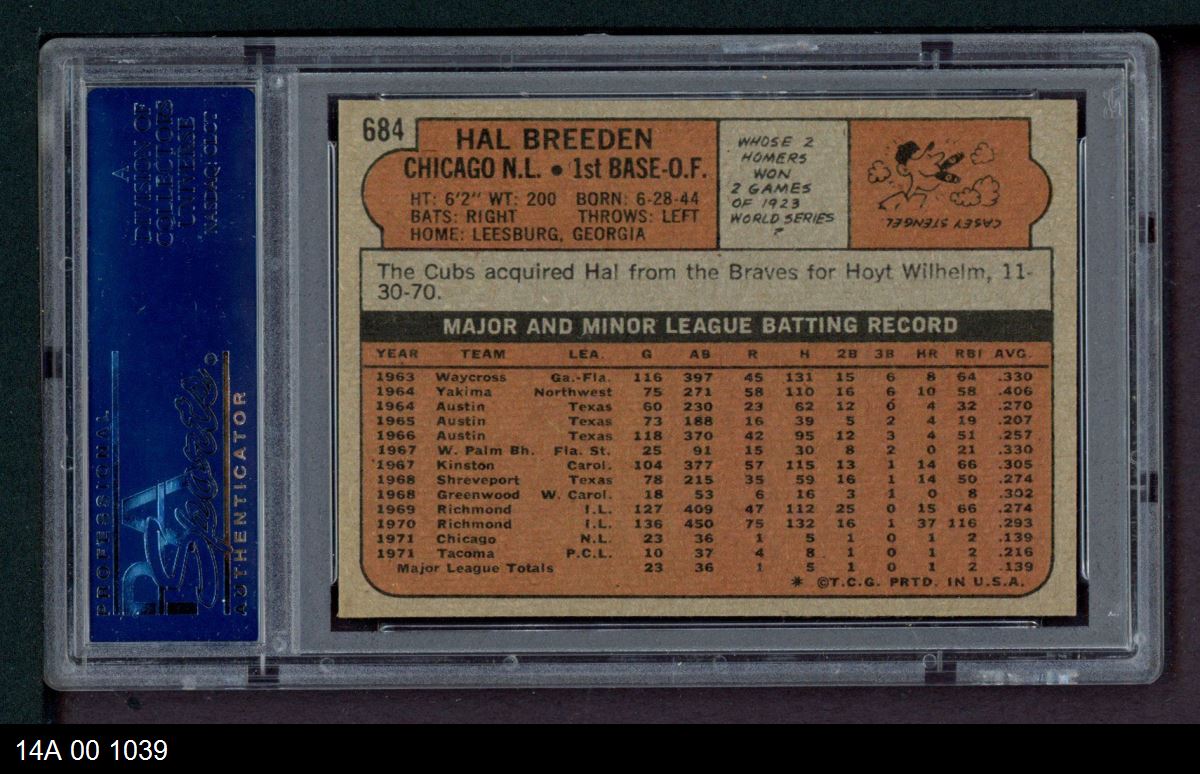 A
DIVISION OF
COLLECTORS
UNIVERSE
NASDAQ: CLCT
PROFESSIONAL
PSA
Sports
AUTHENTICATOR
684
HAL BREEDEN
CHICAGO N.L. • 1st BASE-O.F.
HT: 6'2" WT: 200 BORN: 6-28-44
BATS: RIGHT THROWS: LEFT
HOME: LEESBURG, GEORGIA
WHOSE 2
HOMERS
WON
2 GAMES
OF 1923
WORLD SERIES
?
CASEY STENGEL
The Cubs acquired Hal from the Braves for Hoyt Wilhelm, 11-
30-70.
MAJOR AND MINOR LEAGUE BATTING RECORD
YEAR TEAM LEA. G AB R H 2B 3B HR RBI AVG.
1963 Waycross Ga.-Fla. 116 397 45 131 15 6 8 64 .330
1964 Yakima Northwest 75 271 58 110 16 6 10 58 .406
1964 Austin Texas 60 230 23 62 12 0 4 32 .270
1965 Austin Texas 73 188 16 39 5 2 4 19 .207
1966 Austin Texas 118 370 42 95 12 3 4 51 .257
1967 W. Palm Bh. Fla. St. 25 91 15 30 8 2 0 21 .330
1967 Kinston Carol. 104 377 57 115 13 1 14 66 .305
1968 Shreveport Texas 78 215 35 59 16 1 14 50 .274
1968 Greenwood W. Carol. 18 53 6 16 3 1 0 8 .302
1969 Richmond I.L. 127 409 47 112 25 0 15 66 .274
1970 Richmond I.L. 136 450 75 132 16 1 37 116 .293
1971 Chicago N.L. 23 36 1 5 1 0 1 2 .139
1971 Tacoma P.C.L. 10 37 4 8 1 0 1 2 .216
Major League Totals 23 36 1 5 1 0 1 2 .139
* ©T.C.G. PRTD. IN U.S.A.
14A 00 1039